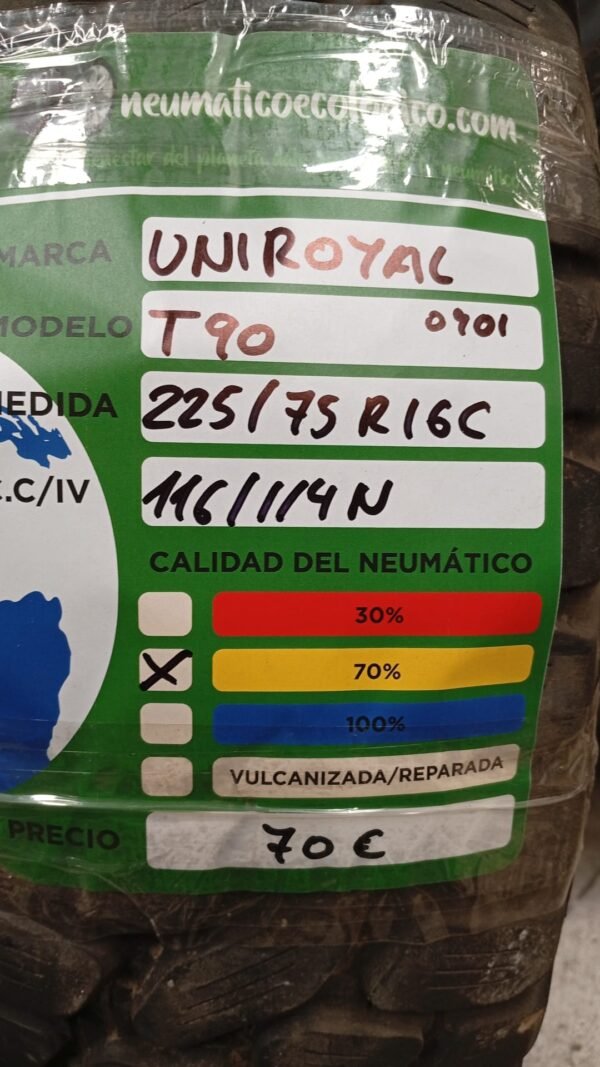 neumaticoecologico.com
MARCA UNIROYAL
MODELO T90 0901
MEDIDA 225/75 R16C
C.C/IV 116/114N
CALIDAD DEL NEUMÁTICO
30%
X 70%
100%
VULCANIZADA/REPARADA
PRECIO 70 €